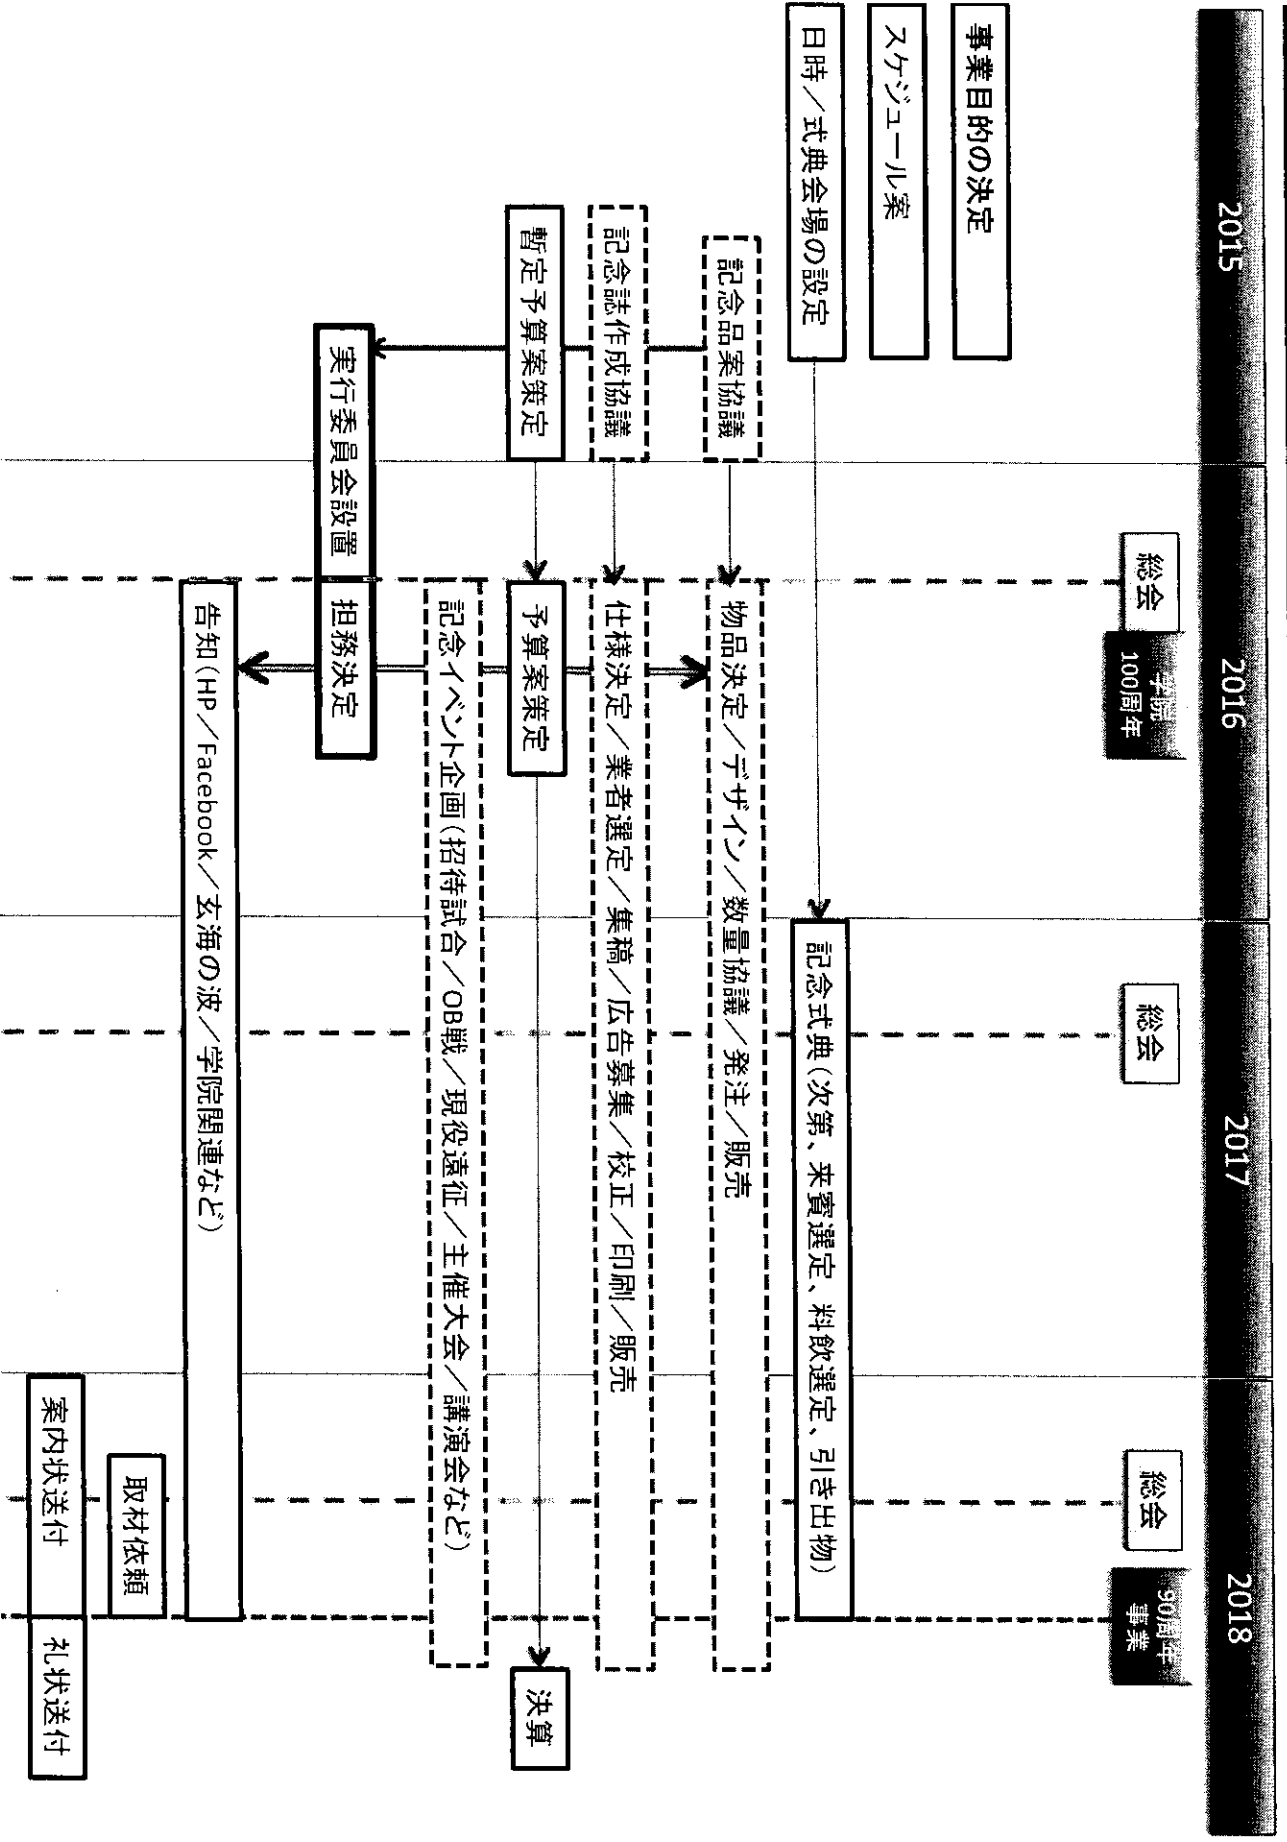 2015
2016
2017
2018
総会
学院
100周年
総会
総会
90周年
事業
事業目的の決定
スケジュール案
日時/式典会場の設定
記念式典(次第、来賓選定、料飲選定、引き出物)
記念品案協議
物品決定/デザイン/数量協議/発注/販売
記念誌作成協議
仕様決定/業者選定/集稿/広告募集/校正/印刷/販売
暫定予算案策定
予算案策定
決算
記念イベント企画(招待試合/OB戦/現役遠征/主催大会/講演会など)
実行委員会設置
担務決定
告知(HP/Facebook/玄海の波/学院関連など)
取材依頼
案内状送付
礼状送付